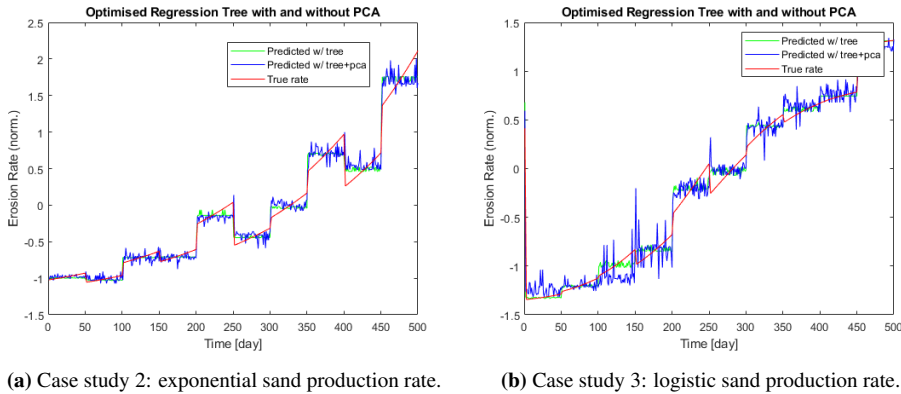 Optimised Regression Tree with and without PCA
2.5
2
1.5
1
0.5
0
-0.5
-1
-1.5
Erosion Rate (norm.)
Predicted w/ tree
Predicted w/ tree+pca
True rate
0 50 100 150 200 250 300 350 400 450 500
Time [day]
(a) Case study 2: exponential sand production rate.
Optimised Regression Tree with and without PCA
1.5
1
0.5
0
-0.5
-1
-1.5
Erosion Rate (norm.)
Predicted w/ tree
Predicted w/ tree+pca
True rate
0 50 100 150 200 250 300 350 400 450 500
Time [day]
(b) Case study 3: logistic sand production rate.